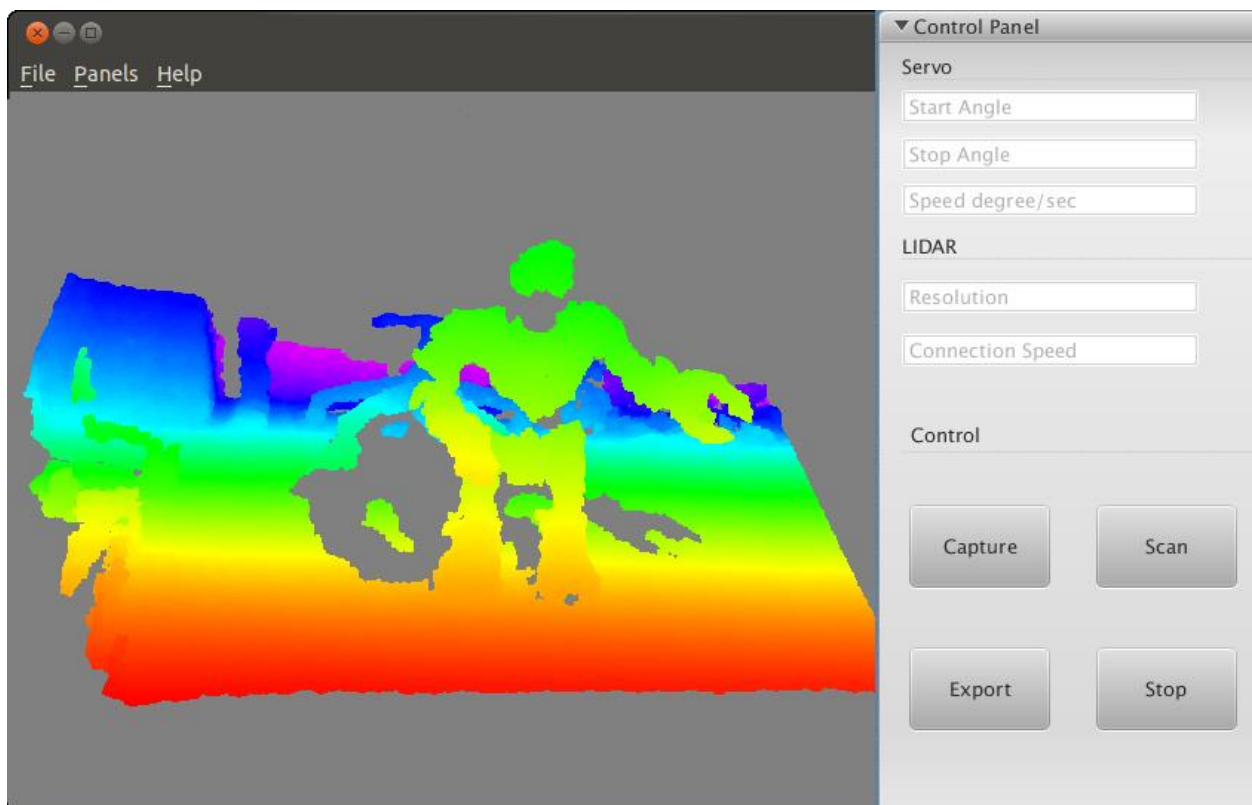 File Panels Help
Control Panel
Servo
Start Angle
Stop Angle
Speed degree/sec
LIDAR
Resolution
Connection Speed
Control
Capture Scan
Export Stop